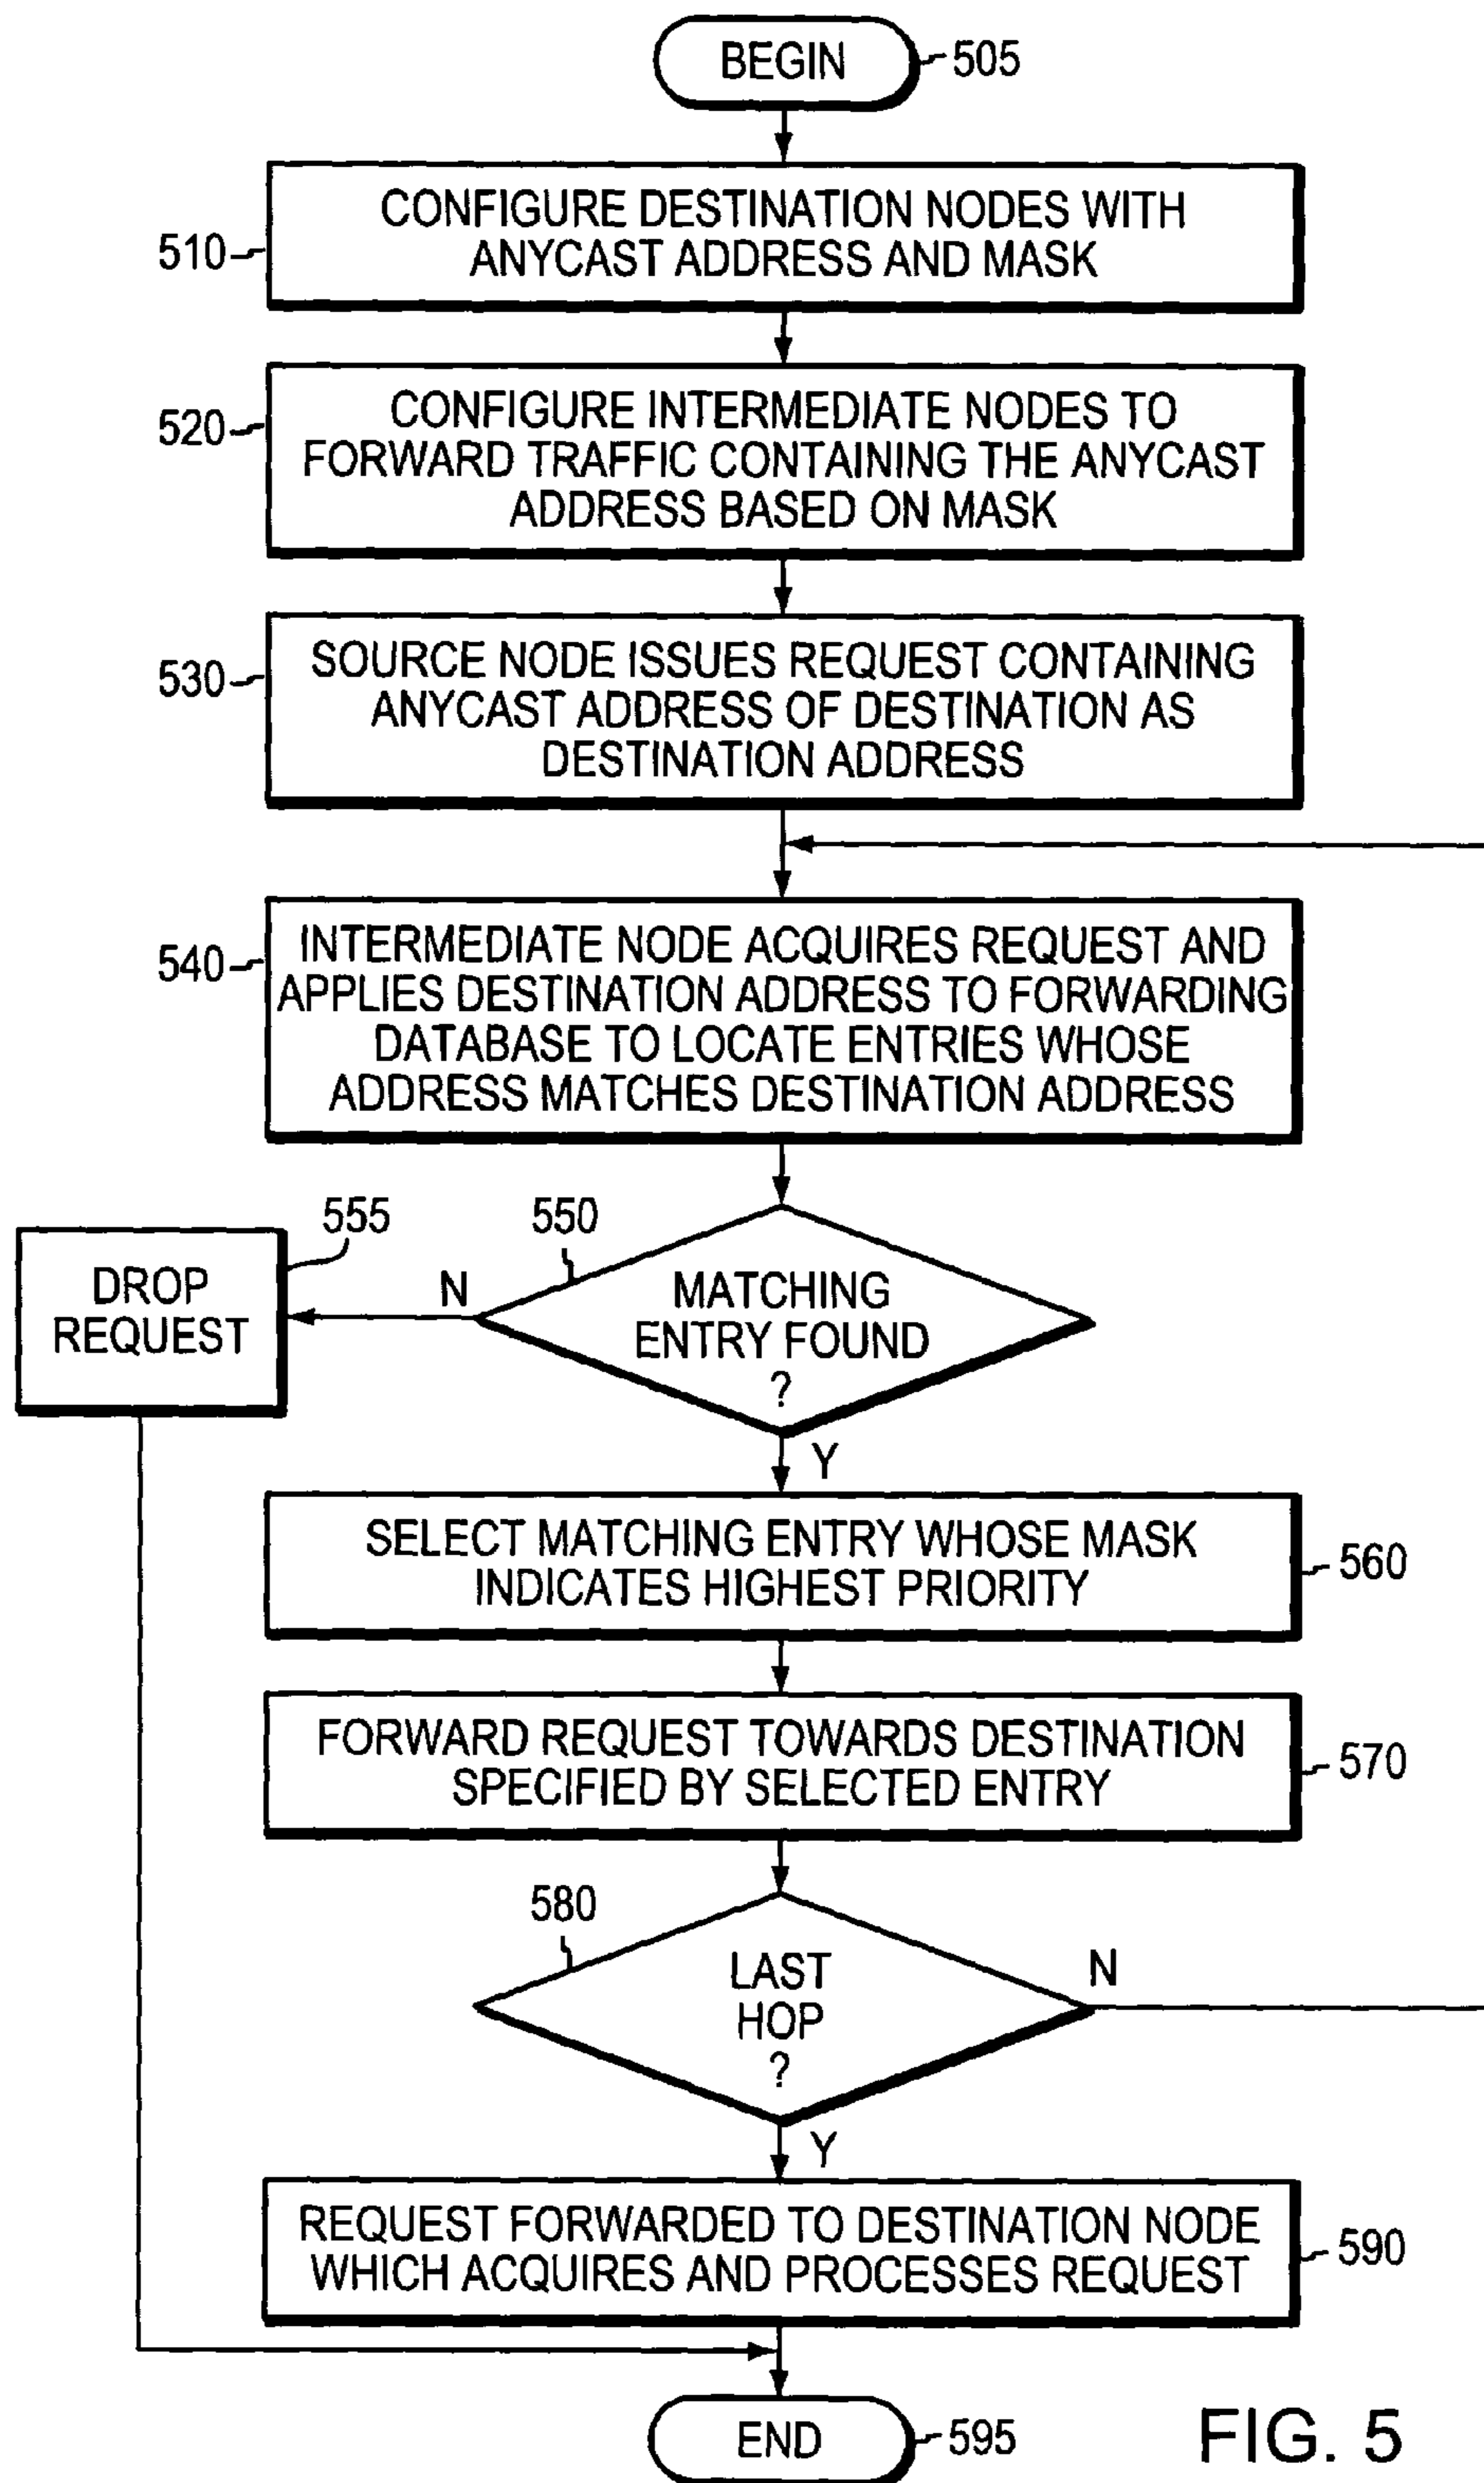 BEGIN
505
CONFIGURE DESTINATION NODES WITH
ANYCAST ADDRESS AND MASK
510
CONFIGURE INTERMEDIATE NODES TO
FORWARD TRAFFIC CONTAINING THE ANYCAST
ADDRESS BASED ON MASK
520
SOURCE NODE ISSUES REQUEST CONTAINING
ANYCAST ADDRESS OF DESTINATION AS
DESTINATION ADDRESS
530
INTERMEDIATE NODE ACQUIRES REQUEST AND
APPLIES DESTINATION ADDRESS TO FORWARDING
DATABASE TO LOCATE ENTRIES WHOSE
ADDRESS MATCHES DESTINATION ADDRESS
540
555
DROP
REQUEST
N
550
MATCHING
ENTRY FOUND
?
Y
SELECT MATCHING ENTRY WHOSE MASK
INDICATES HIGHEST PRIORITY
560
FORWARD REQUEST TOWARDS DESTINATION
SPECIFIED BY SELECTED ENTRY
570
580
LAST
HOP
?
N
Y
REQUEST FORWARDED TO DESTINATION NODE
WHICH ACQUIRES AND PROCESSES REQUEST
590
END
595
FIG. 5